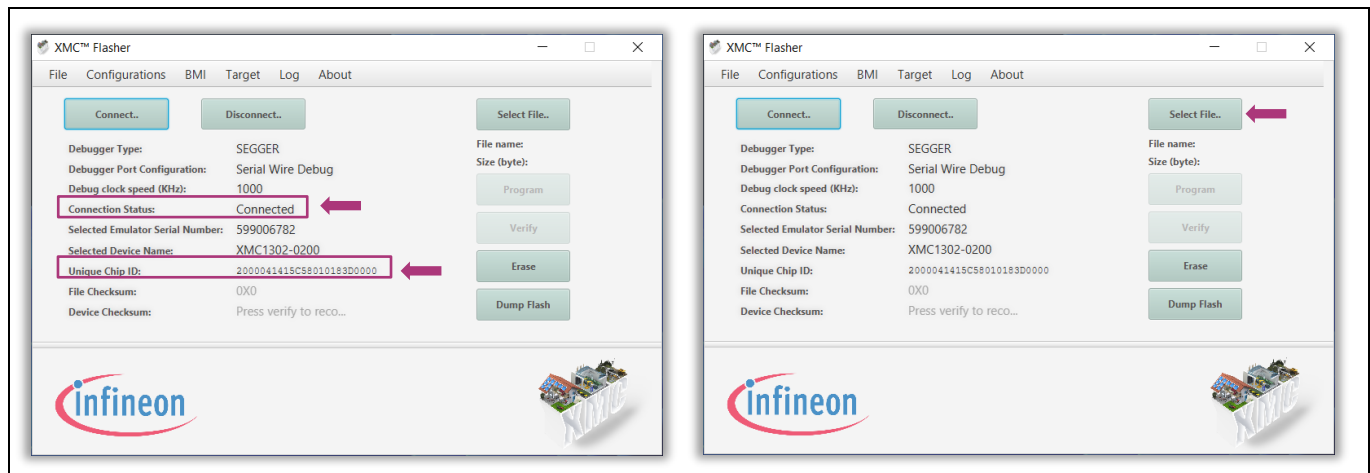 XMC™ Flasher
File Configurations BMI Target Log About
Connect.. Disconnect.. Select File..
Debugger Type: SEGGER File name:
Debugger Port Configuration: Serial Wire Debug Size (byte):
Debug clock speed (KHz): 1000 Program
Connection Status: Connected
Selected Emulator Serial Number: 599006782 Verify
Selected Device Name: XMC1302-0200
Unique Chip ID: 2000041415C58010183D0000 Erase
File Checksum: 0X0
Device Checksum: Press verify to reco... Dump Flash
infineon
XMC
XMC™ Flasher
File Configurations BMI Target Log About
Connect.. Disconnect.. Select File..
Debugger Type: SEGGER File name:
Debugger Port Configuration: Serial Wire Debug Size (byte):
Debug clock speed (KHz): 1000 Program
Connection Status: Connected
Selected Emulator Serial Number: 599006782 Verify
Selected Device Name: XMC1302-0200
Unique Chip ID: 2000041415C58010183D0000 Erase
File Checksum: 0X0
Device Checksum: Press verify to reco... Dump Flash
infineon
XMC